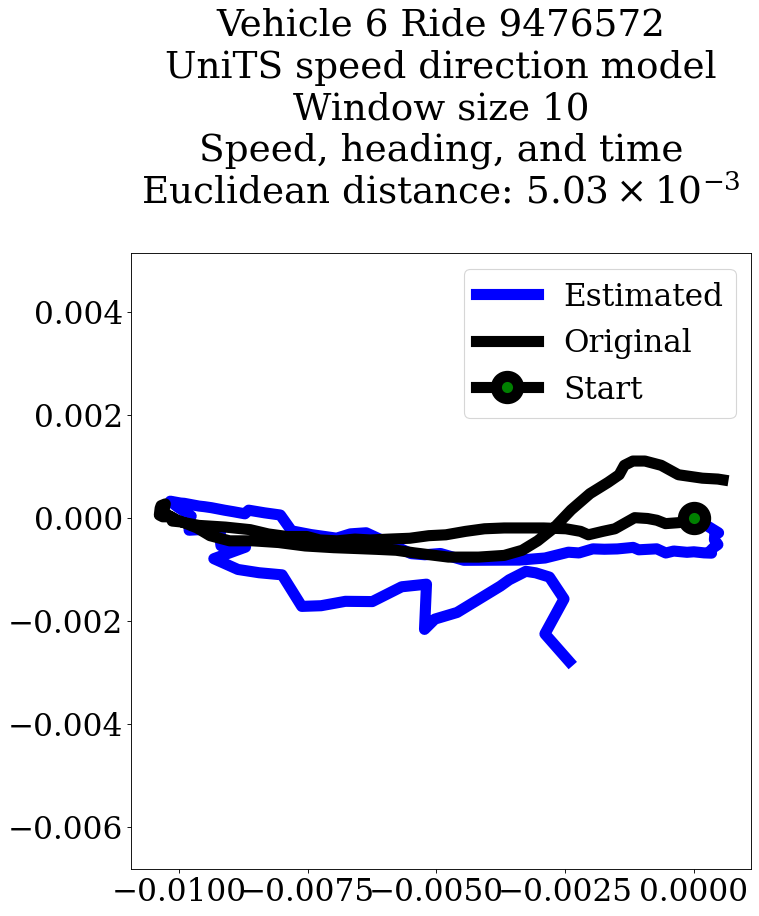 Vehicle 6 Ride 9476572
UniTS speed direction model
Window size 10
Speed, heading, and time
Euclidean distance: 5.03 × 10⁻³
Estimated
Original
Start
0.004
0.002
0.000
−0.002
−0.004
−0.006
−0.0100 −0.0075 −0.0050 −0.0025 0.0000